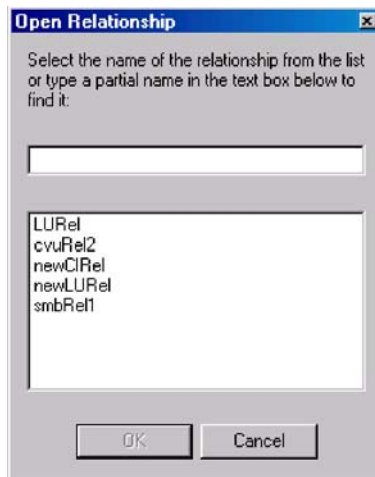 Open Relationship
Select the name of the relationship from the list
or type a partial name in the text box below to
find it:
LURel
cvuRel2
newClRel
newLURel
smbRel1
OK
Cancel